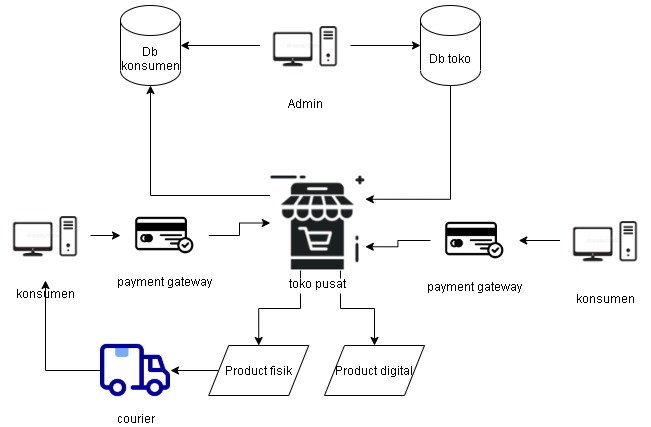 Db
konsumen
Db toko
Admin
konsumen
payment gateway
toko pusat
payment gateway
konsumen
Product fisik
Product digital
courier